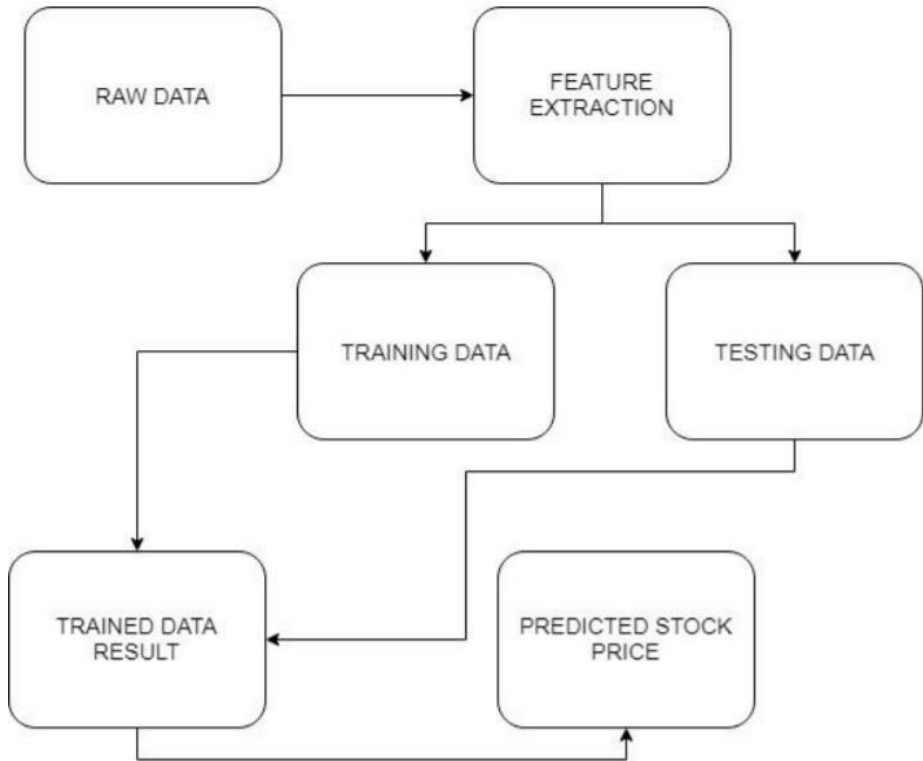 RAW DATA
FEATURE
EXTRACTION
TRAINING DATA
TESTING DATA
TRAINED DATA
RESULT
PREDICTED STOCK
PRICE